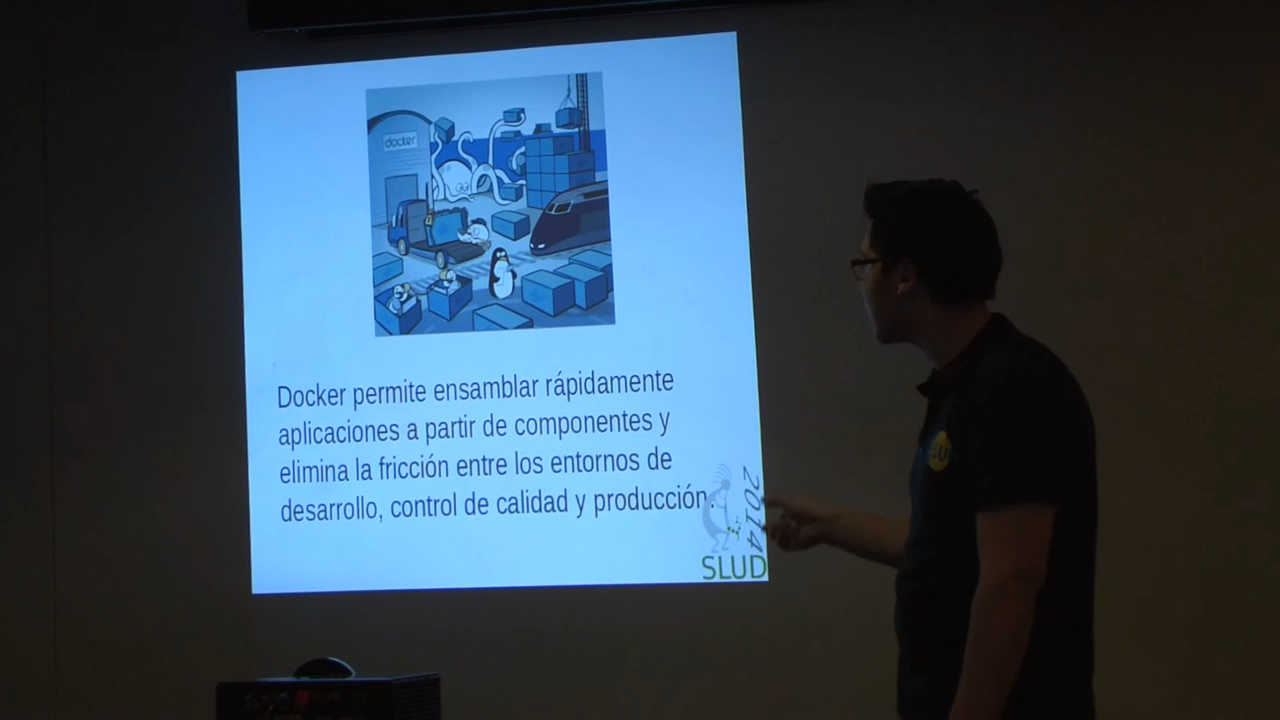 docker
Docker permite ensamblar rápidamente
aplicaciones a partir de componentes y
elimina la fricción entre los entornos de
desarrollo, control de calidad y producción.
2014
SLUD